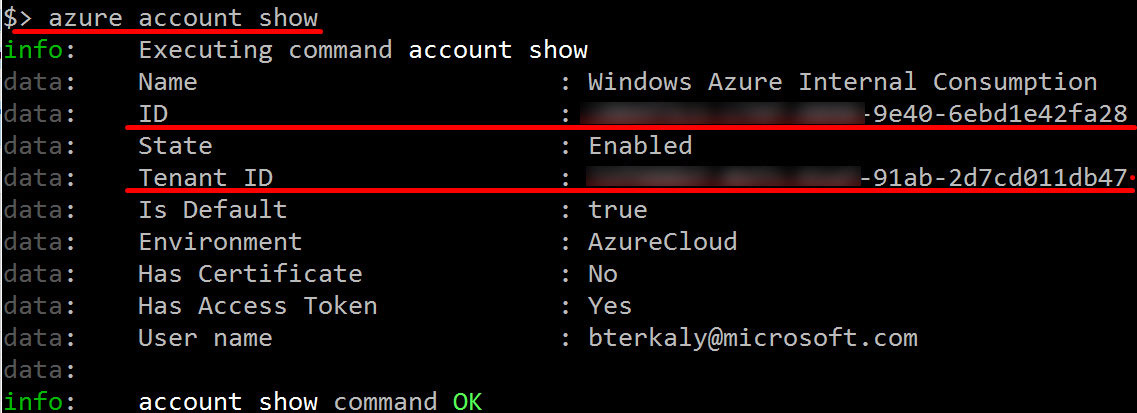 $> azure account show
info: Executing command account show
data: Name : Windows Azure Internal Consumption
data: ID : -9e40-6ebd1e42fa28
data: State : Enabled
data: Tenant ID : -91ab-2d7cd011db47
data: Is Default : true
data: Environment : AzureCloud
data: Has Certificate : No
data: Has Access Token : Yes
data: User name : bterkaly@microsoft.com
data:
info: account show command OK